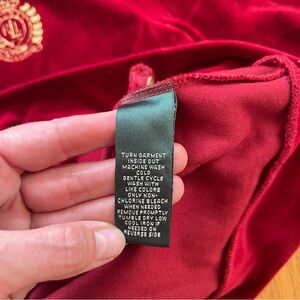 TURN GARMENT
INSIDE OUT
MACHINE WASH
COLD
GENTLE CYCLE
WASH WITH
LIKE COLORS
ONLY NON-
CHLORINE BLEACH
WHEN NEEDED
REMOVE PROMPTLY
TUMBLE DRY LOW
COOL IRON IF
NEEDED ON
REVERSE SIDE